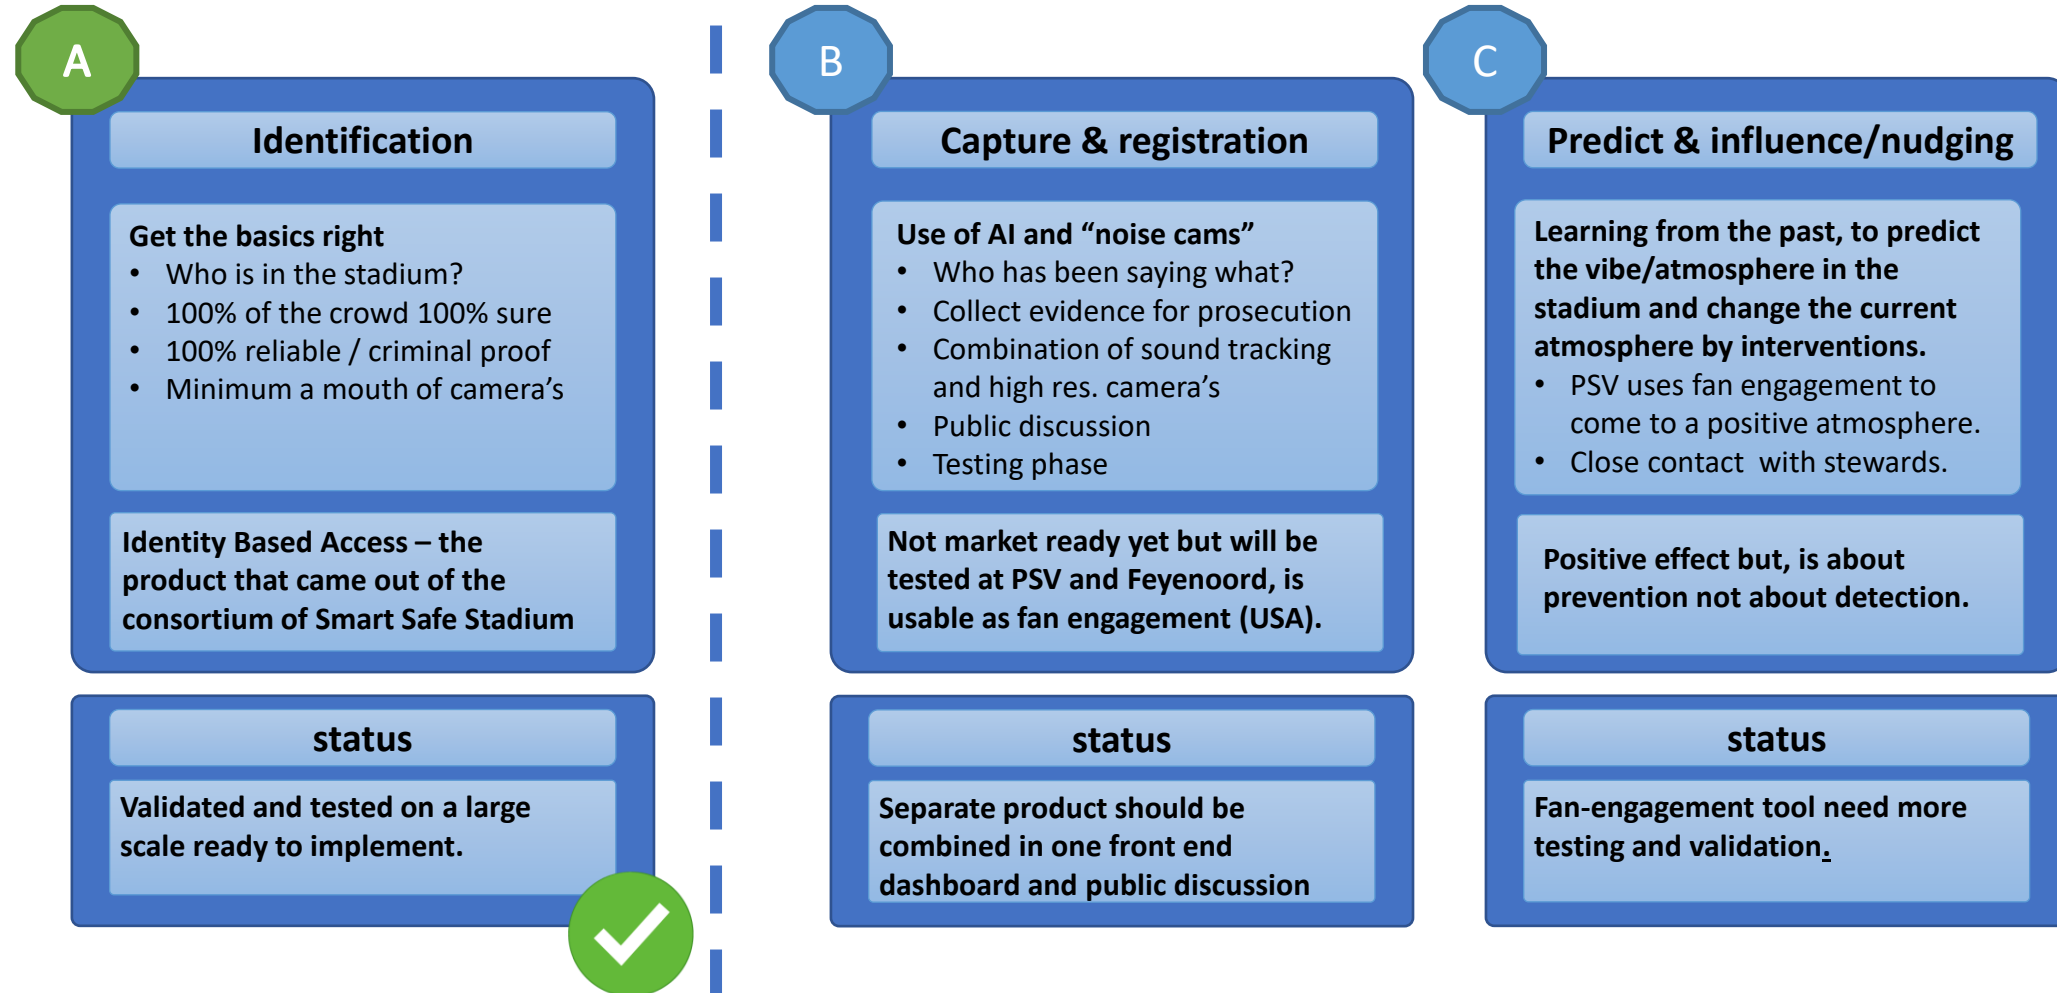 A
Identification
Get the basics right
• Who is in the stadium?
• 100% of the crowd 100% sure
• 100% reliable / criminal proof
• Minimum a mouth of camera's
Identity Based Access – the
product that came out of the
consortium of Smart Safe Stadium
status
Validated and tested on a large
scale ready to implement.
B
Capture & registration
Use of AI and “noise cams”
• Who has been saying what?
• Collect evidence for prosecution
• Combination of sound tracking
and high res. camera's
• Public discussion
• Testing phase
Not market ready yet but will be
tested at PSV and Feyenoord, is
usable as fan engagement (USA).
status
Separate product should be
combined in one front end
dashboard and public discussion
C
Predict & influence/nudging
Learning from the past, to predict
the vibe/atmosphere in the
stadium and change the current
atmosphere by interventions.
• PSV uses fan engagement to
come to a positive atmosphere.
• Close contact with stewards.
Positive effect but, is about
prevention not about detection.
status
Fan-engagement tool need more
testing and validation.